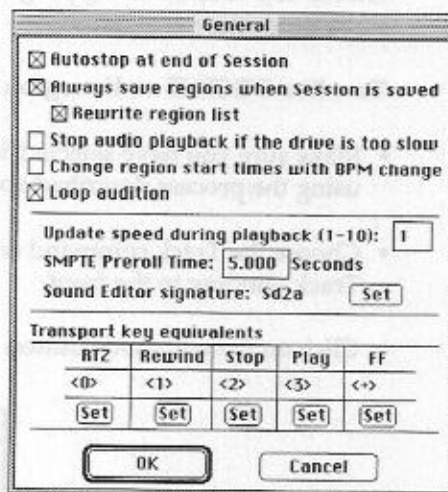 General
Autostop at end of Session
Always save regions when Session is saved
Rewrite region list
Stop audio playback if the drive is too slow
Change region start times with BPM change
Loop audition
Update speed during playback (1-10): 1
SMPTE Preroll Time: 5.000 Seconds
Sound Editor signature: Sd2a Set
Transport key equivalents
RTZ Rewind Stop Play FF
<0> <1> <2> <3> <+>
Set Set Set Set Set
OK Cancel